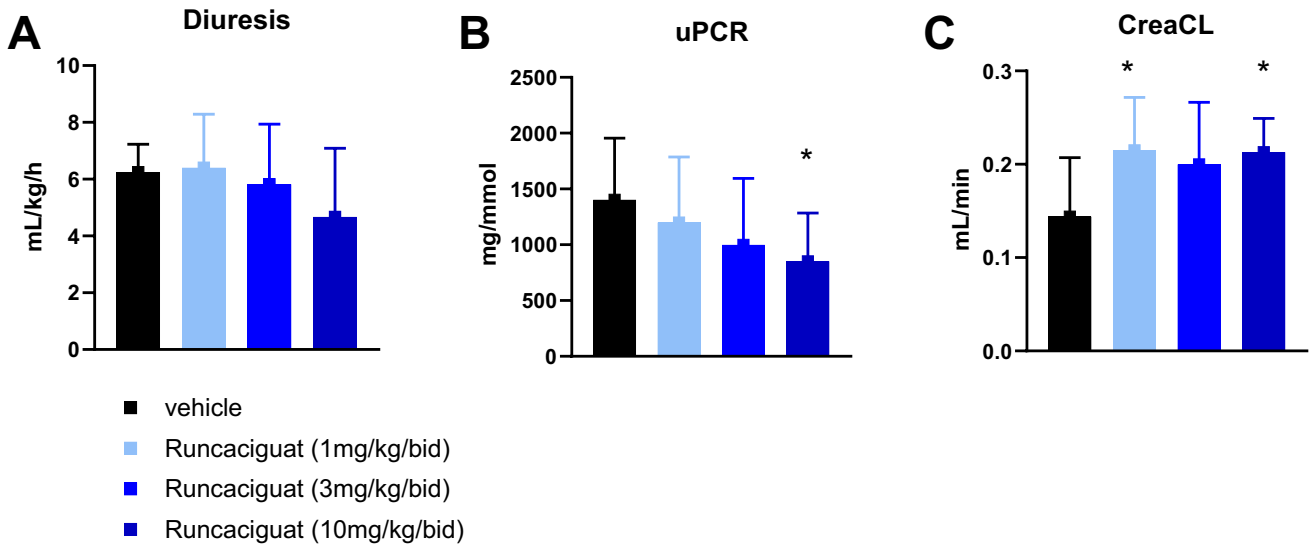 A
Diuresis
mL/kg/h
10
8
6
4
2
0
B
uPCR
mg/mmol
2500
2000
1500
1000
500
0
*
C
CreaCL
mL/min
0.3
0.2
0.1
0.0
*
*
vehicle
Runcaciguat (1mg/kg/bid)
Runcaciguat (3mg/kg/bid)
Runcaciguat (10mg/kg/bid)